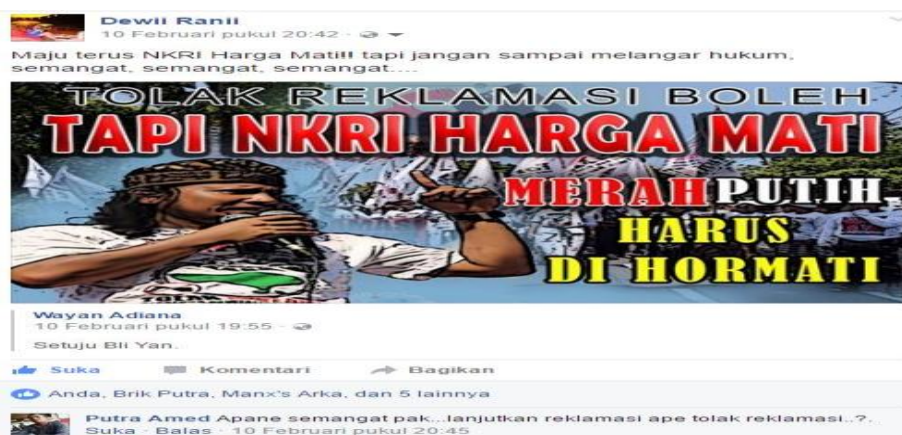 Dewii Ranii
10 Februari pukul 20:42 ·
Maju terus NKRI Harga Mati!! tapi jangan sampai melangar hukum,
semangat, semangat, semangat....
TOLAK REKLAMASI BOLEH
TAPI NKRI HARGA MATI
MERAH PUTIH
HARUS
DI HORMATI
TOLAK
Wayan Adiana
10 Februari pukul 19:55 ·
Setuju Bli Yan.
Suka Komentari Bagikan
Anda, Brik Putra, Manx's Arka, dan 5 lainnya
Putra Amed Apane semangat pak...lanjutkan reklamasi ape tolak reklamasi..?.
Suka · Balas · 10 Februari pukul 20:45